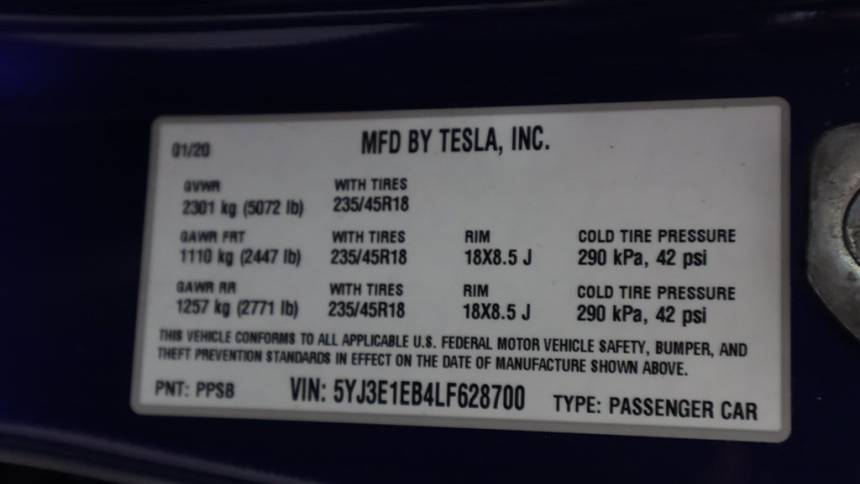 01/20 MFD BY TESLA, INC.
GVWR WITH TIRES
2301 kg (5072 lb) 235/45R18
GAWR FRT WITH TIRES RIM COLD TIRE PRESSURE
1110 kg (2447 lb) 235/45R18 18X8.5 J 290 kPa, 42 psi
GAWR RR WITH TIRES RIM COLD TIRE PRESSURE
1257 kg (2771 lb) 235/45R18 18X8.5 J 290 kPa, 42 psi
THIS VEHICLE CONFORMS TO ALL APPLICABLE U.S. FEDERAL MOTOR VEHICLE SAFETY, BUMPER, AND
THEFT PREVENTION STANDARDS IN EFFECT ON THE DATE OF MANUFACTURE SHOWN ABOVE.
PNT: PPSB VIN: 5YJ3E1EB4LF628700 TYPE: PASSENGER CAR